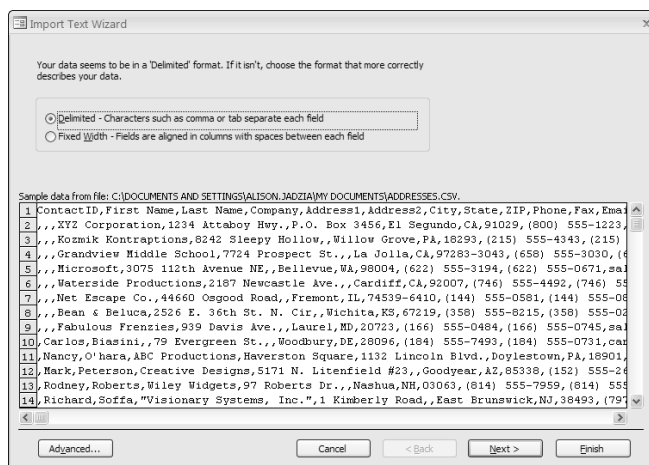 Import Text Wizard
Your data seems to be in a 'Delimited' format. If it isn't, choose the format that more correctly
describes your data.
Delimited - Characters such as comma or tab separate each field
Fixed Width - Fields are aligned in columns with spaces between each field
Sample data from file: C:\DOCUMENTS AND SETTINGS\ALISON.JADZIA\MY DOCUMENTS\ADDRESSES.CSV.
1 ContactID,First Name,Last Name,Company,Address1,Address2,City,State,ZIP,Phone,Fax,Emai
2 ,,,XYZ Corporation,1234 Attaboy Hwy.,P.O. Box 3456,El Segundo,CA,91029,(800) 555-1223,
3 ,,,Kozmik Kontraptions,8242 Sleepy Hollow,,Willow Grove,PA,18293,(215) 555-4343,(215)
4 ,,,Grandview Middle School,7724 Prospect St.,,La Jolla,CA,97283-3043,(658) 555-3030,(6
5 ,,,Microsoft,3075 112th Avenue NE,,Bellevue,WA,98004,(622) 555-3194,(622) 555-0671,sal
6 ,,,Waterside Productions,2187 Newcastle Ave.,,Cardiff,CA,92007,(746) 555-4492,(746) 55
7 ,,,Net Escape Co.,44660 Osgood Road,,Fremont,IL,74539-6410,(144) 555-0581,(144) 555-08
8 ,,,Bean & Beluca,2526 E. 36th St. N. Cir,,Wichita,KS,67219,(358) 555-8215,(358) 555-02
9 ,,,Fabulous Frenzies,939 Davis Ave.,,Laurel,MD,20723,(166) 555-0484,(166) 555-0745,sal
10 ,Carlos,Biasini,,79 Evergreen St.,,Woodbury,DE,28096,(184) 555-7493,(184) 555-0731,car
11 ,Nancy,O'hara,ABC Productions,Haverston Square,1132 Lincoln Blvd.,Doylestown,PA,18901,
12 ,Mark,Peterson,Creative Designs,5171 N. Litenfield #23,,Goodyear,AZ,85338,(152) 555-26
13 ,Rodney,Roberts,Wiley Widgets,97 Roberts Dr.,,Nashua,NH,03063,(814) 555-7959,(814) 555
14 ,Richard,Soffa,"Visionary Systems, Inc.",1 Kimberly Road,,East Brunswick,NJ,38493,(797
Advanced...
Cancel
< Back
Next >
Finish